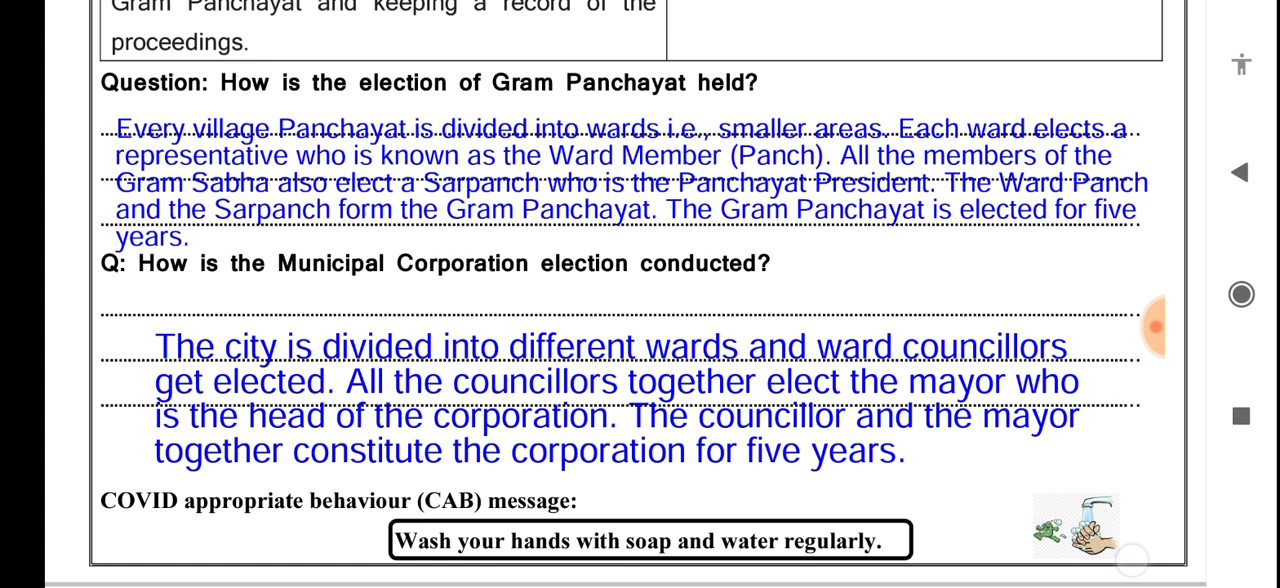 Gram Panchayat and keeping a record of the
proceedings.
Question: How is the election of Gram Panchayat held?
Every village Panchayat is divided into wards i.e., smaller areas. Each ward elects a
representative who is known as the Ward Member (Panch). All the members of the
Gram Sabha also elect a Sarpanch who is the Panchayat President. The Ward Panch
and the Sarpanch form the Gram Panchayat. The Gram Panchayat is elected for five
years.
Q: How is the Municipal Corporation election conducted?
The city is divided into different wards and ward councillors
get elected. All the councillors together elect the mayor who
is the head of the corporation. The councillor and the mayor
together constitute the corporation for five years.
COVID appropriate behaviour (CAB) message:
Wash your hands with soap and water regularly.